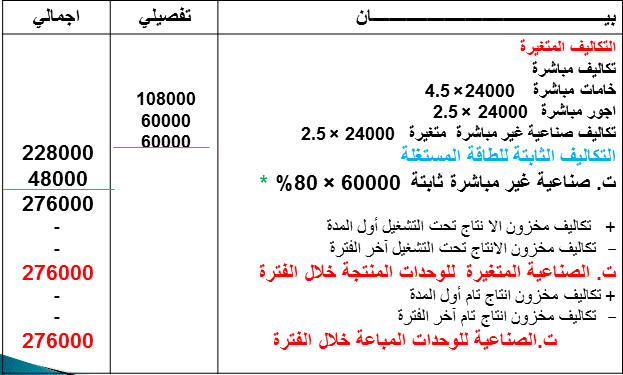 بيـــــــــــــــــــــــــــــان تفصيلي اجمالي
التكاليف المتغيرة
تكاليف مباشرة
خامات مباشرة 24000 × 4.5 108000
اجور مباشرة 24000 × 2.5 60000
تكاليف صناعية غير مباشرة متغيرة 24000 × 2.5 60000
228000
التكاليف الثابتة للطاقة المستغلة
ت. صناعية غير مباشرة ثابتة 60000 × 80% * 48000
276000
+ تكاليف مخزون الا نتاج تحت التشغيل أول المدة -
– تكاليف مخزون الانتاج تحت التشغيل آخر الفترة -
ت. الصناعية المتغيرة للوحدات المنتجة خلال الفترة 276000
+ تكاليف مخزون انتاج تام أول المدة -
– تكاليف مخزون انتاج تام آخر الفترة -
ت.الصناعية للوحدات المباعة خلال الفترة 276000